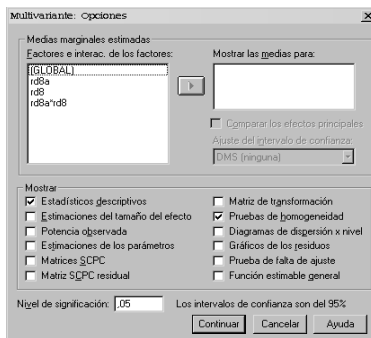 Multivariante: Opciones
Medias marginales estimadas
Factores e interac. de los factores:
Mostrar las medias para:
(GLOBAL)
rd8a
rd8
rd8a*rd8
Comparar los efectos principales
Ajuste del intervalo de confianza:
DMS (ninguna)
Mostrar
Estadísticos descriptivos
Matriz de transformación
Estimaciones del tamaño del efecto
Pruebas de homogeneidad
Potencia observada
Diagramas de dispersión x nivel
Estimaciones de los parámetros
Gráficos de los residuos
Matrices SCPC
Prueba de falta de ajuste
Matriz SCPC residual
Función estimable general
Nivel de significación: ,05 Los intervalos de confianza son del 95%
Continuar Cancelar Ayuda